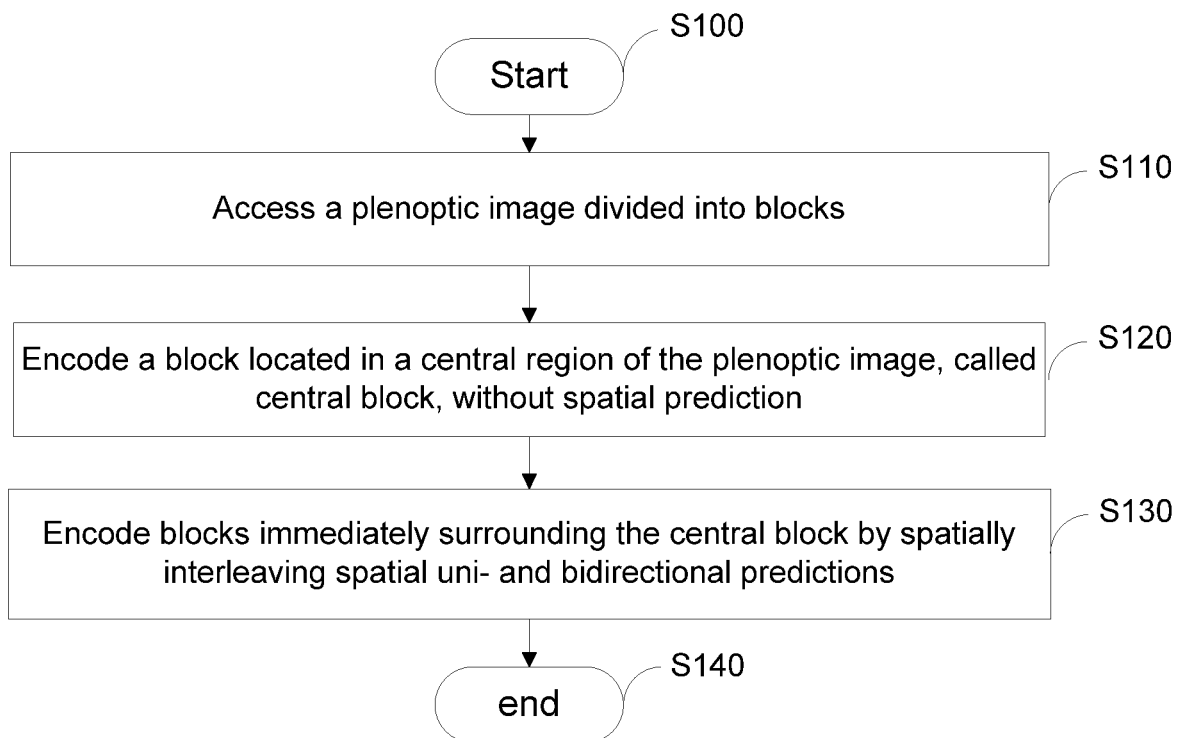 S100
Start
S110
Access a plenoptic image divided into blocks
S120
Encode a block located in a central region of the plenoptic image, called
central block, without spatial prediction
S130
Encode blocks immediately surrounding the central block by spatially
interleaving spatial uni- and bidirectional predictions
S140
end